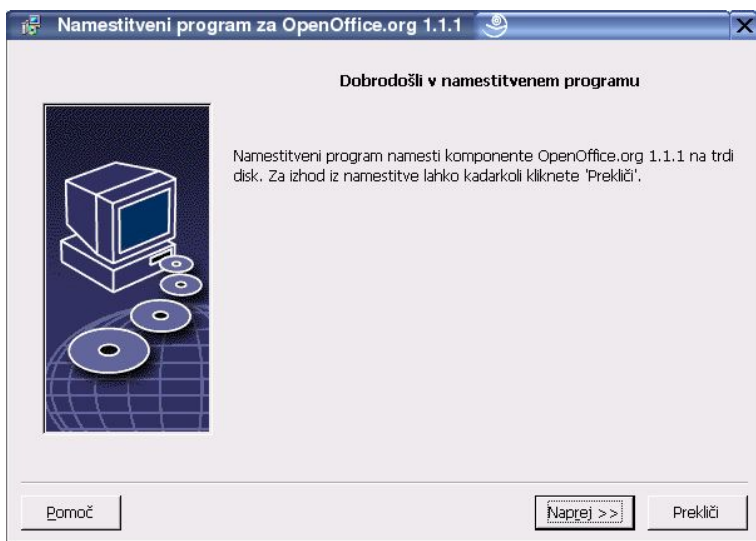 Namestitveni program za OpenOffice.org 1.1.1
Dobrodošli v namestitvenem programu
Namestitveni program namesti komponente OpenOffice.org 1.1.1 na trdi
disk. Za izhod iz namestitve lahko kadarkoli kliknete 'Prekliči'.
Pomoč
Naprej >>
Prekliči